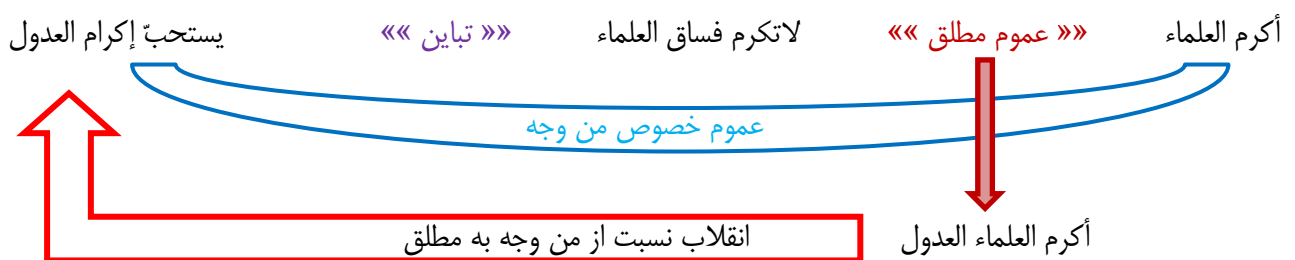 أكرم العلماء «« عموم مطلق »» لاتكرم فساق العلماء «« تباين »» يستحبّ إكرام العدول
عموم خصوص من وجه
أكرم العلماء العدول انقلاب نسبت از من وجه به مطلق